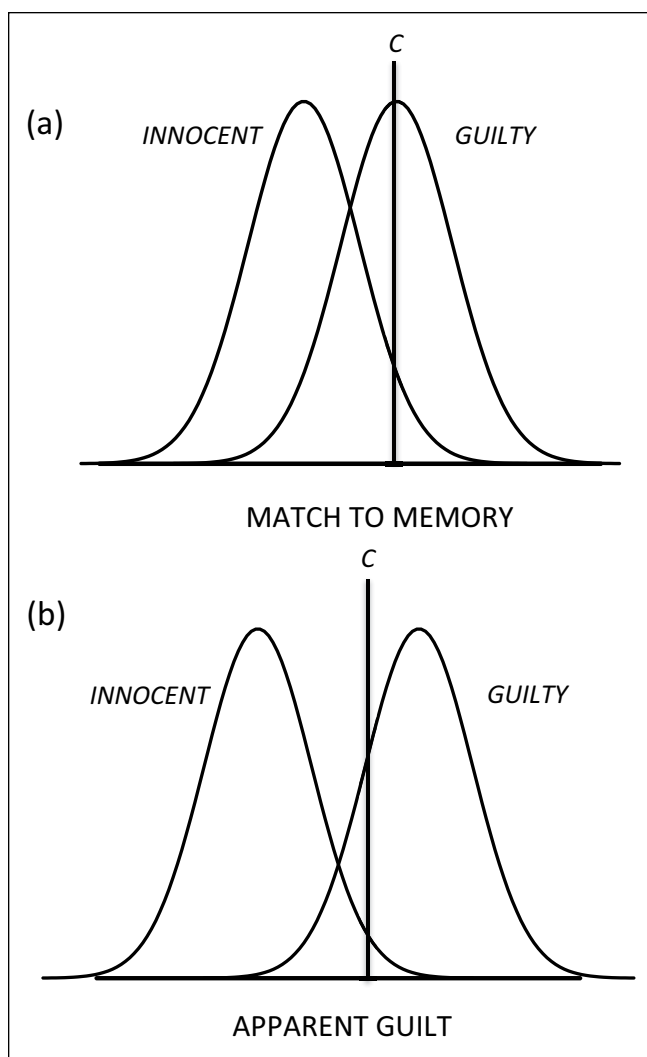 C
(a)
INNOCENT
GUILTY
MATCH TO MEMORY
C
(b)
INNOCENT
GUILTY
APPARENT GUILT